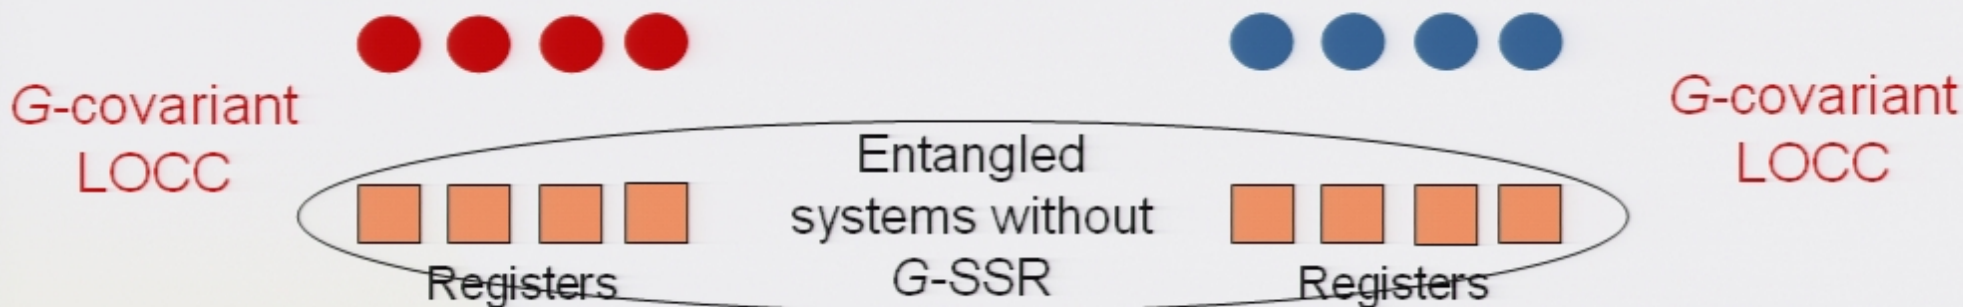 G-covariant
LOCC
Entangled
systems without
G-SSR
Registers
Registers
G-covariant
LOCC